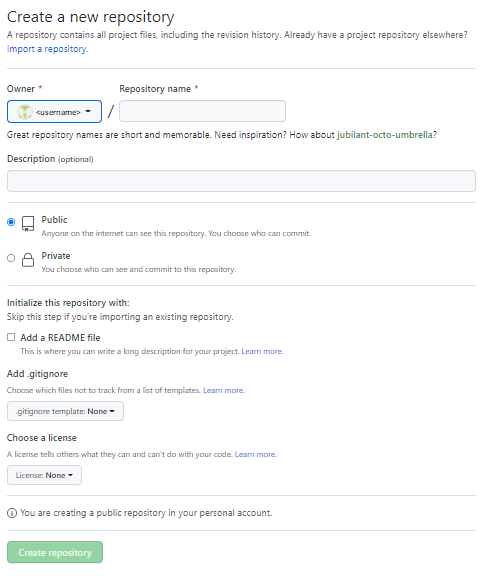 Create a new repository
A repository contains all project files, including the revision history. Already have a project repository elsewhere?
Import a repository.
Owner * Repository name *
<username> /
Great repository names are short and memorable. Need inspiration? How about jubilant-octo-umbrella?
Description (optional)
Public
Anyone on the internet can see this repository. You choose who can commit.
Private
You choose who can see and commit to this repository.
Initialize this repository with:
Skip this step if you're importing an existing repository.
Add a README file
This is where you can write a long description for your project. Learn more.
Add .gitignore
Choose which files not to track from a list of templates. Learn more.
.gitignore template: None
Choose a license
A license tells others what they can and can't do with your code. Learn more.
License: None
You are creating a public repository in your personal account.
Create repository